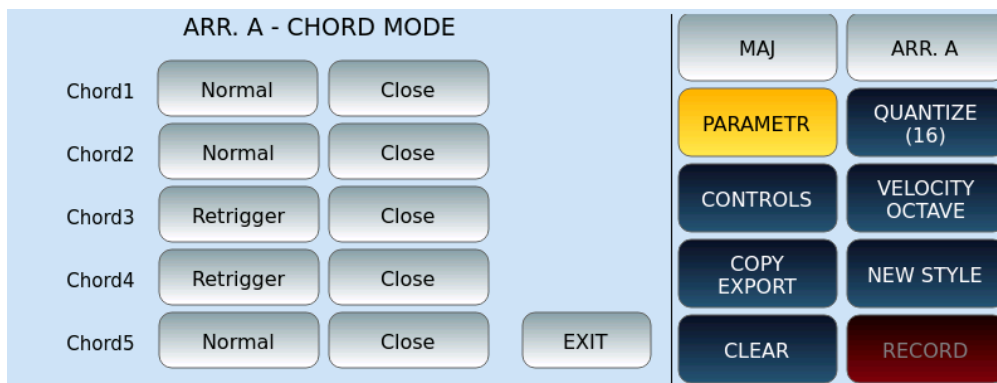 ARR. A - CHORD MODE
Chord1 Normal Close
Chord2 Normal Close
Chord3 Retrigger Close
Chord4 Retrigger Close
Chord5 Normal Close EXIT
MAJ ARR. A
PARAMETR QUANTIZE
(16)
CONTROLS VELOCITY
OCTAVE
COPY
EXPORT NEW STYLE
CLEAR RECORD